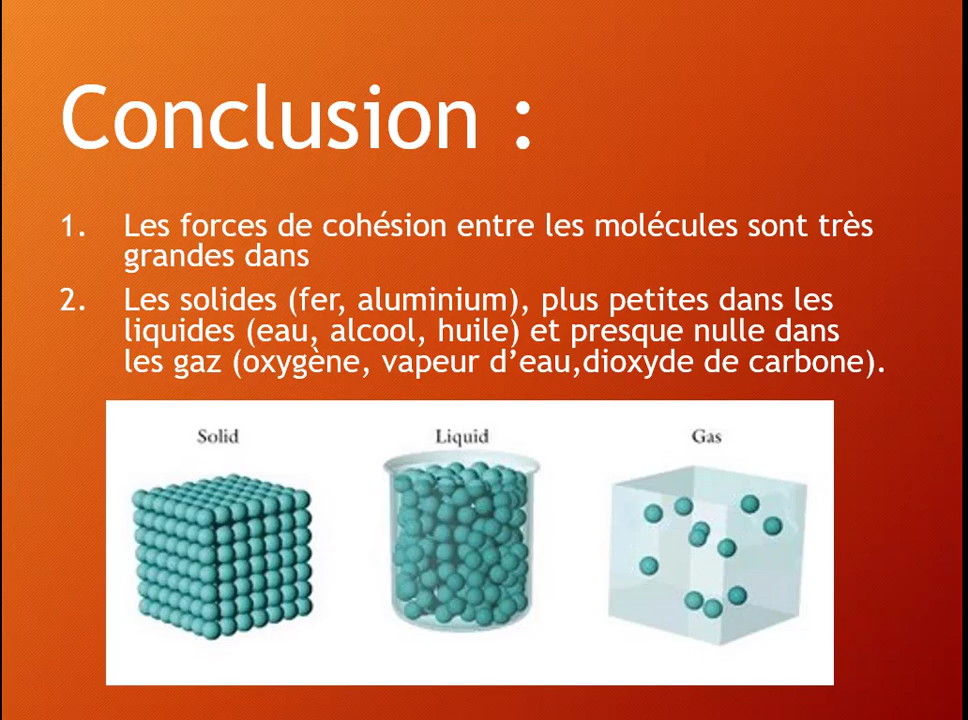 Conclusion :
1. Les forces de cohésion entre les molécules sont très
grandes dans
2. Les solides (fer, aluminium), plus petites dans les
liquides (eau, alcool, huile) et presque nulle dans
les gaz (oxygène, vapeur d’eau,dioxyde de carbone).
Solid Liquid Gas